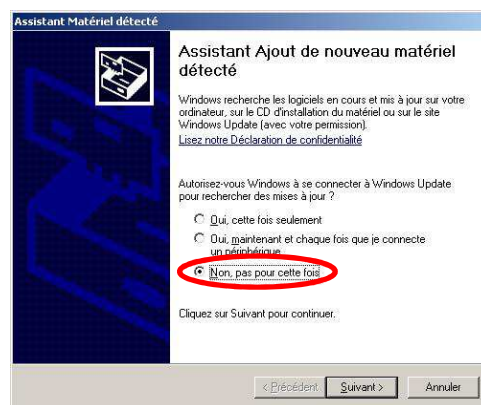 Assistant Matériel détecté
Assistant Ajout de nouveau matériel
détecté
Windows recherche les logiciels en cours et mis à jour sur votre
ordinateur, sur le CD d'installation du matériel ou sur le site
Windows Update (avec votre permission).
Lisez notre Déclaration de confidentialité
Autorisez-vous Windows à se connecter à Windows Update
pour rechercher des mises à jour ?
Oui, cette fois seulement
Oui, maintenant et chaque fois que je connecte
un périphérique
Non, pas pour cette fois
Cliquez sur Suivant pour continuer.
< Précédent Suivant > Annuler